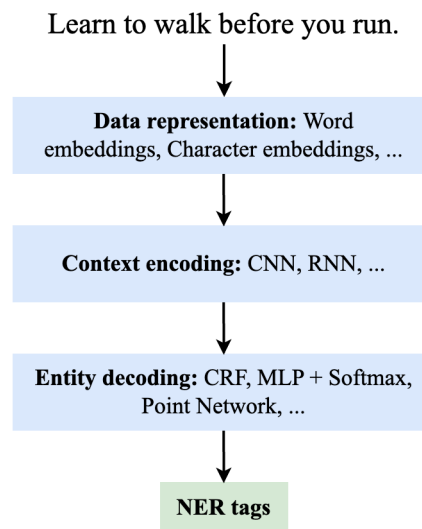 Learn to walk before you run.
Data representation: Word
embeddings, Character embeddings, ...
Context encoding: CNN, RNN, ...
Entity decoding: CRF, MLP + Softmax,
Point Network, ...
NER tags